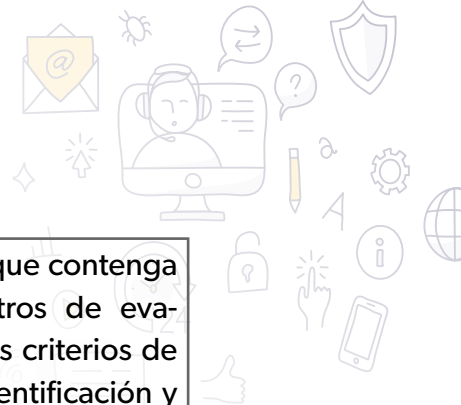 que contenga
tros de eva-
s criterios de
entificación y